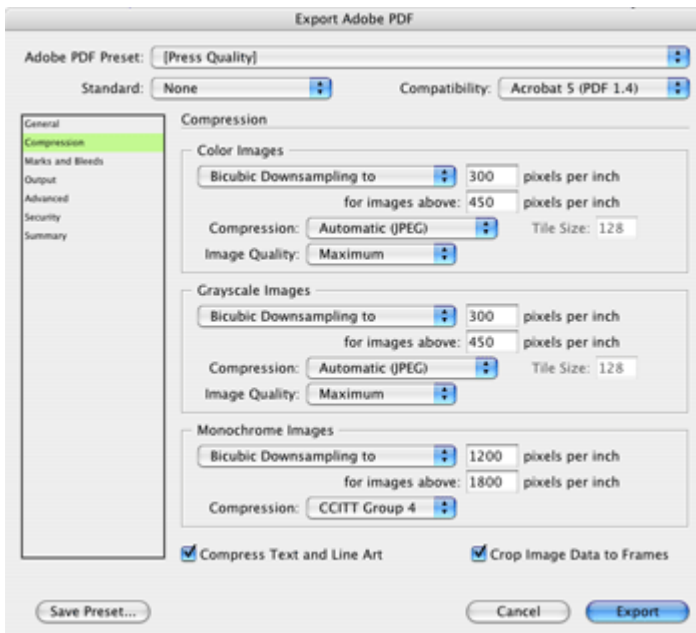 Export Adobe PDF
Adobe PDF Preset: [Press Quality]
Standard: None Compatibility: Acrobat 5 (PDF 1.4)
General
Compression
Marks and Bleeds
Output
Advanced
Security
Summary
Compression
Color Images
Bicubic Downsampling to 300 pixels per inch
for images above: 450 pixels per inch
Compression: Automatic (JPEG) Tile Size: 128
Image Quality: Maximum
Grayscale Images
Bicubic Downsampling to 300 pixels per inch
for images above: 450 pixels per inch
Compression: Automatic (JPEG) Tile Size: 128
Image Quality: Maximum
Monochrome Images
Bicubic Downsampling to 1200 pixels per inch
for images above: 1800 pixels per inch
Compression: CCITT Group 4
Compress Text and Line Art Crop Image Data to Frames
Save Preset... Cancel Export